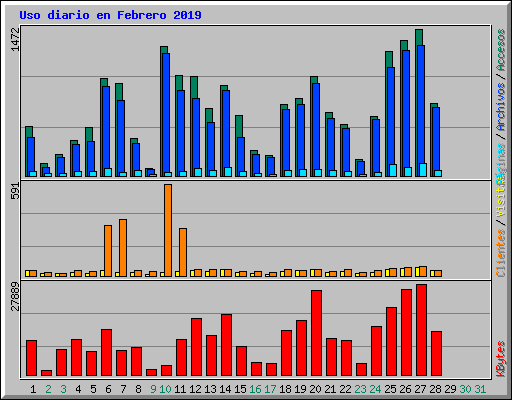 Uso diario en Febrero 2019
1472
591
27889
Accesos / Archivos / Páginas
Clientes / Visitas
KBytes
1 2 3 4 5 6 7 8 9 10 11 12 13 14 15 16 17 18 19 20 21 22 23 24 25 26 27 28 29 30 31